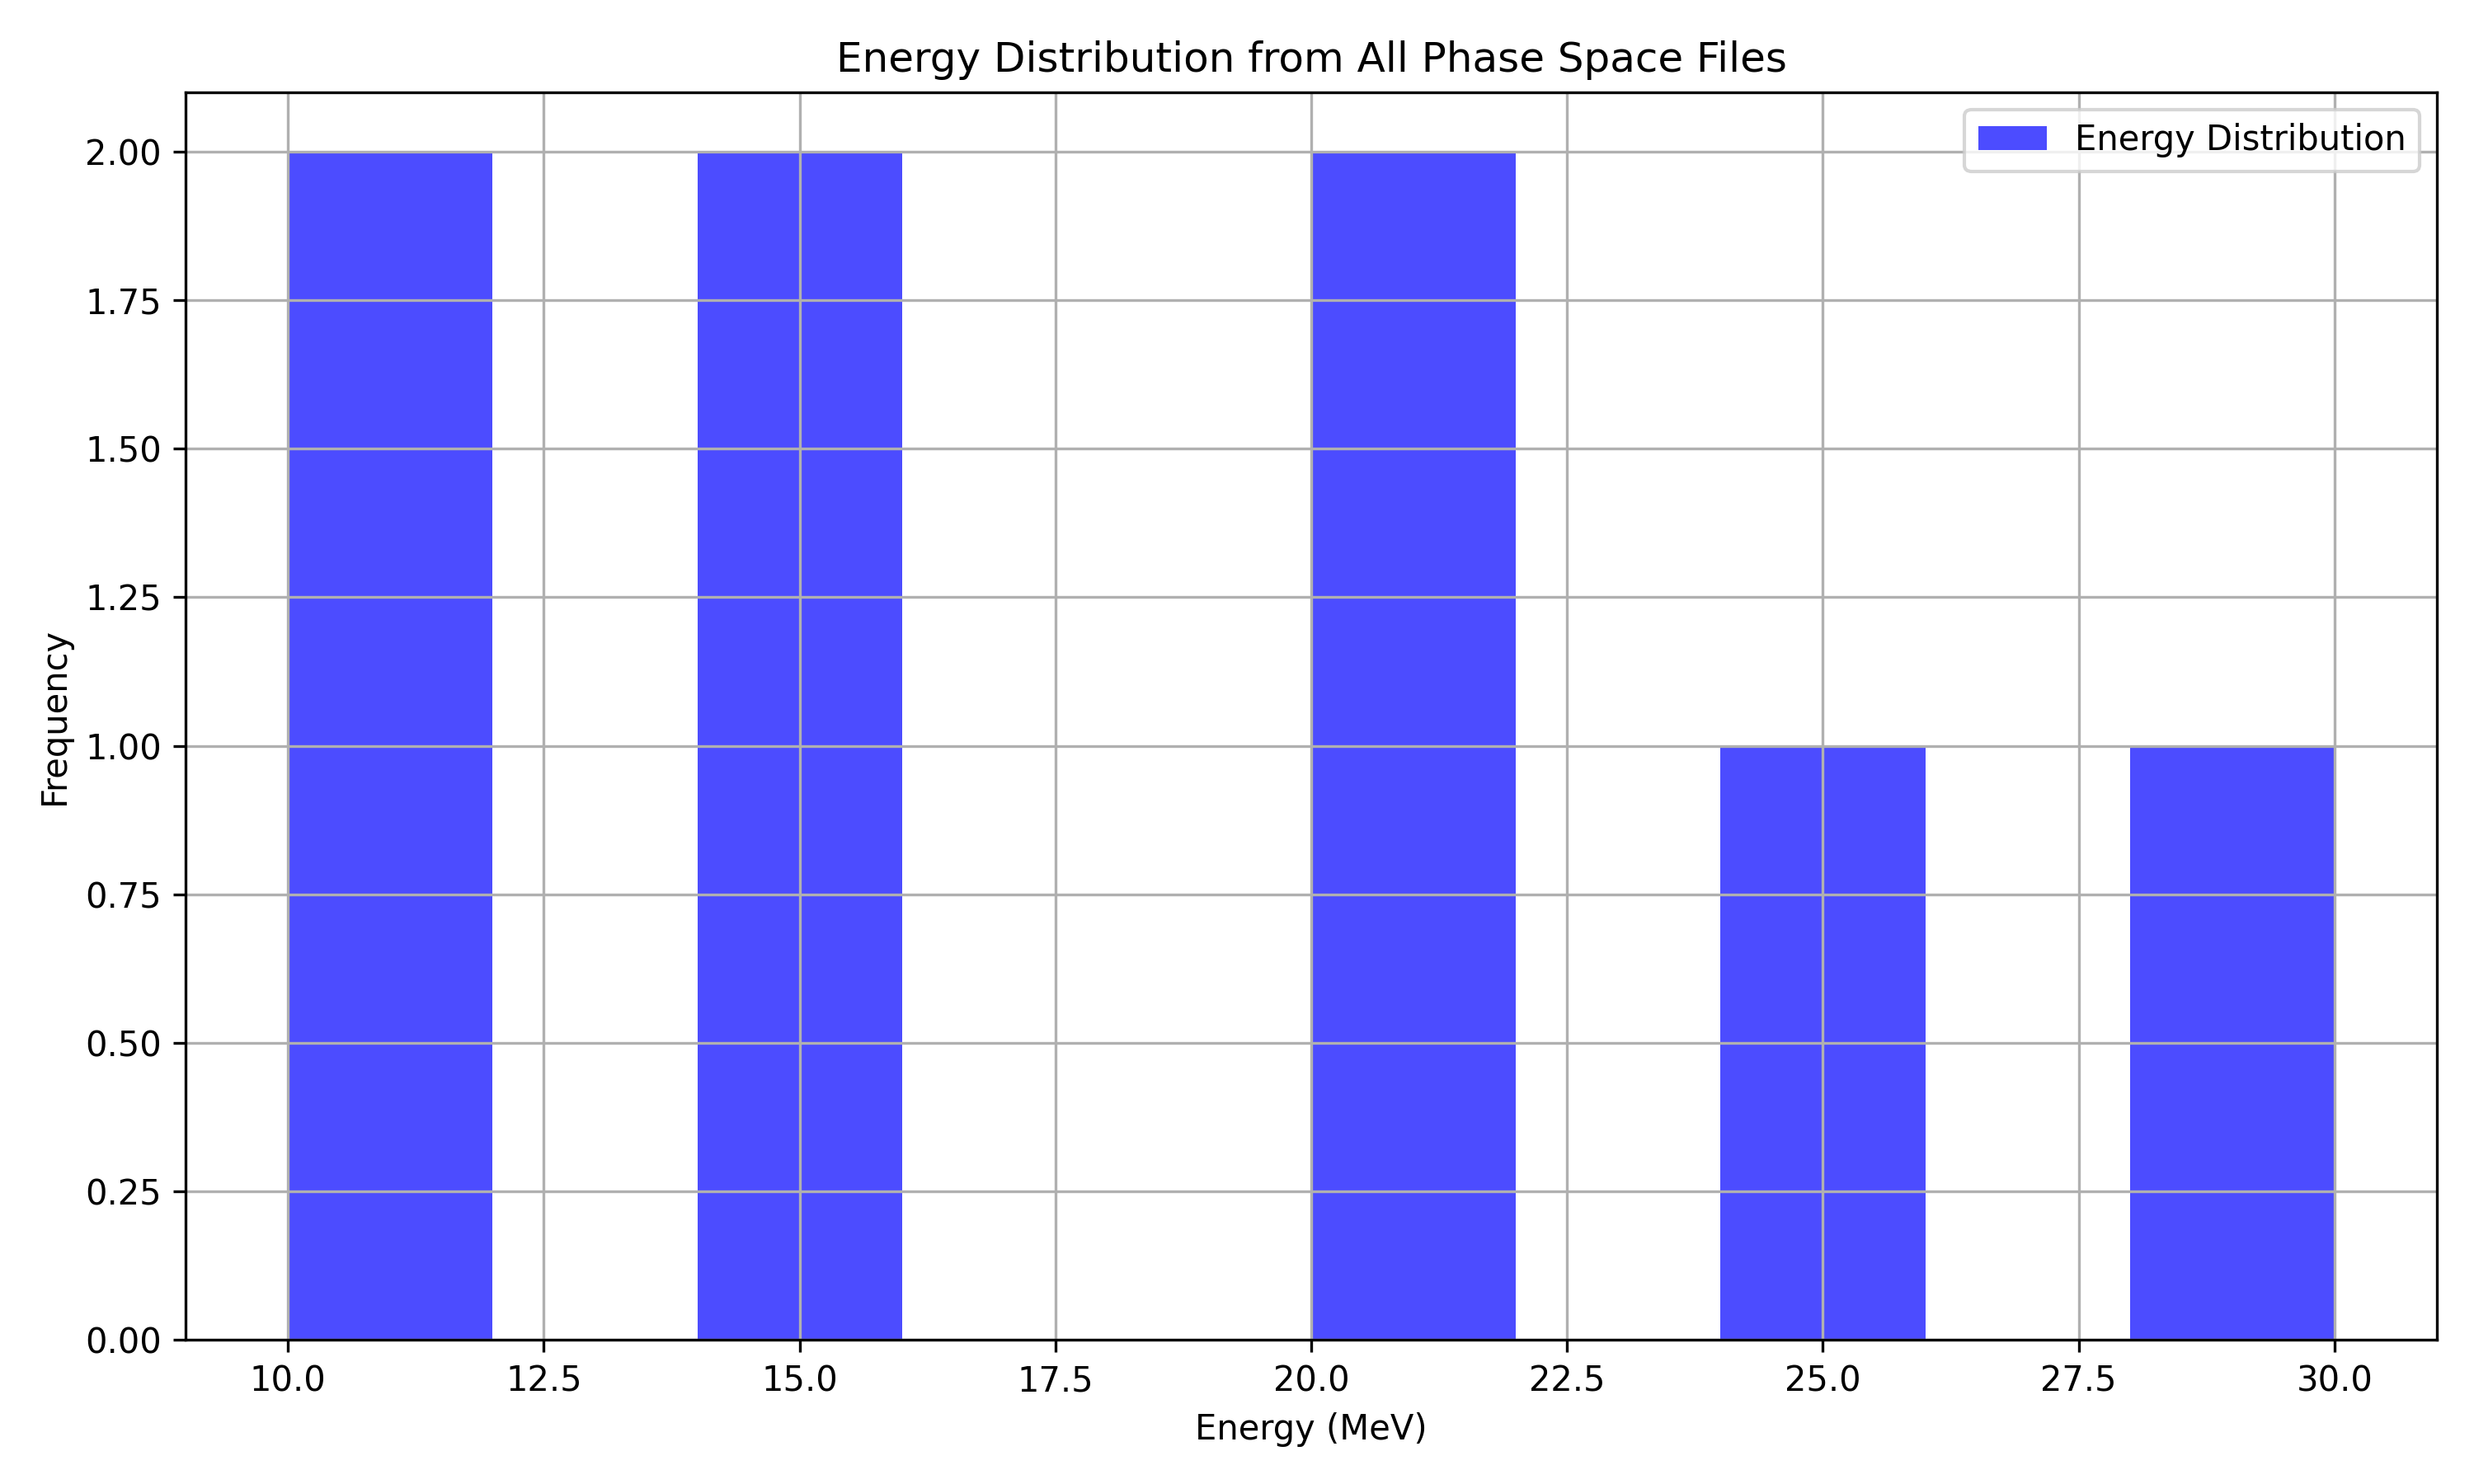 Energy Distribution from All Phase Space Files
Energy Distribution
Frequency
2.00
1.75
1.50
1.25
1.00
0.75
0.50
0.25
0.00
10.0 12.5 15.0 17.5 20.0 22.5 25.0 27.5 30.0
Energy (MeV)